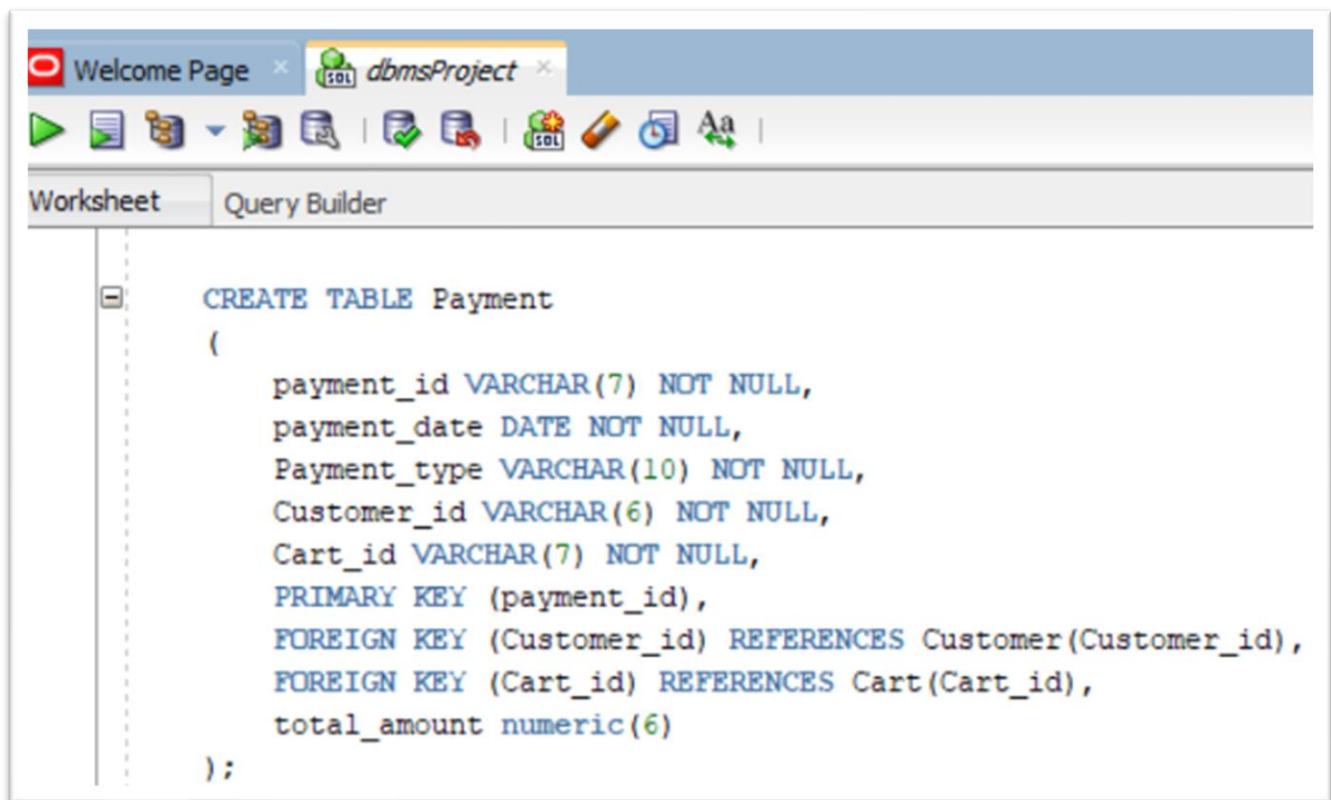 Welcome Page dbmsProject
Worksheet Query Builder
CREATE TABLE Payment
(
payment_id VARCHAR(7) NOT NULL,
payment_date DATE NOT NULL,
Payment_type VARCHAR(10) NOT NULL,
Customer_id VARCHAR(6) NOT NULL,
Cart_id VARCHAR(7) NOT NULL,
PRIMARY KEY (payment_id),
FOREIGN KEY (Customer_id) REFERENCES Customer(Customer_id),
FOREIGN KEY (Cart_id) REFERENCES Cart(Cart_id),
total_amount numeric(6)
);